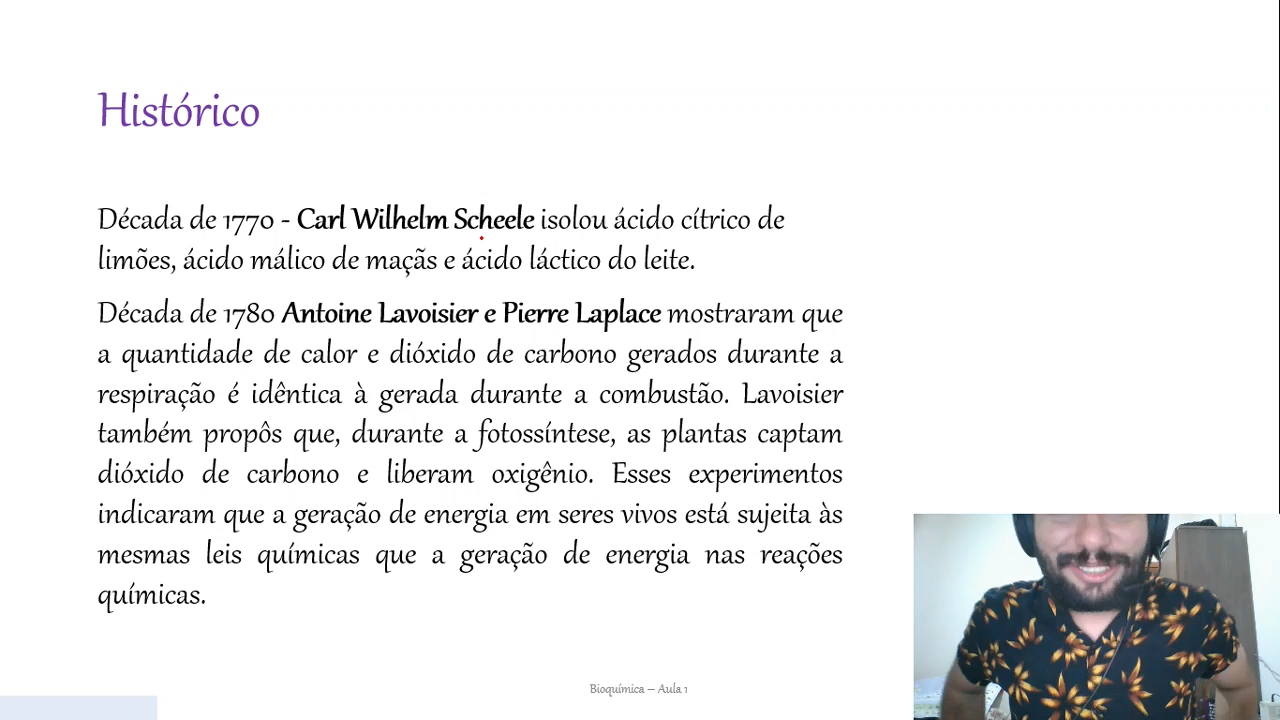 Histórico
Década de 1770 - Carl Wilhelm Scheele isolou ácido cítrico de
limões, ácido málico de maçãs e ácido láctico do leite.
Década de 1780 Antoine Lavoisier e Pierre Laplace mostraram que
a quantidade de calor e dióxido de carbono gerados durante a
respiração é idêntica à gerada durante a combustão. Lavoisier
também propôs que, durante a fotossíntese, as plantas captam
dióxido de carbono e liberam oxigênio. Esses experimentos
indicaram que a geração de energia em seres vivos está sujeita às
mesmas leis químicas que a geração de energia nas reações
químicas.
Bioquímica – Aula 1